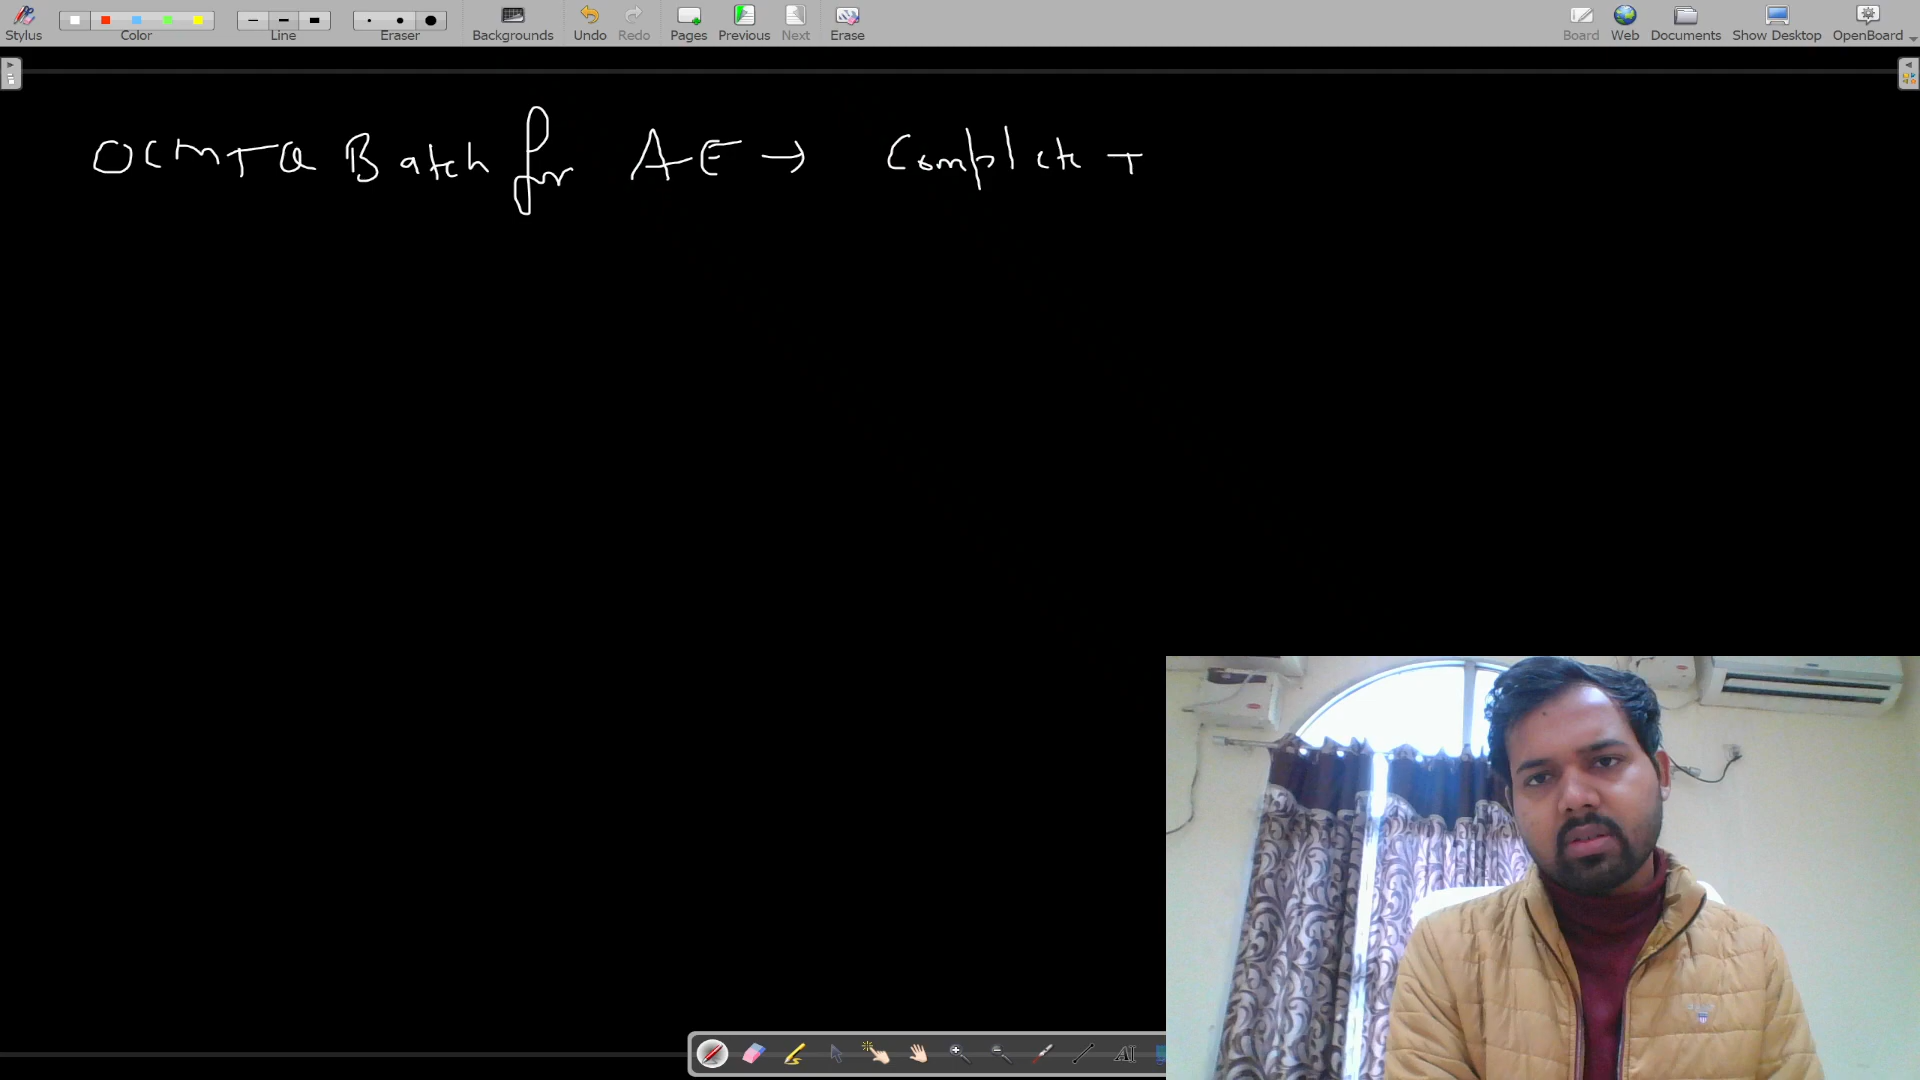 Stylus Color Line Eraser Backgrounds Undo Redo Pages Previous Next Erase Board Web Documents Show Desktop OpenBoard
OCMTQ Batch for AE → Complete T